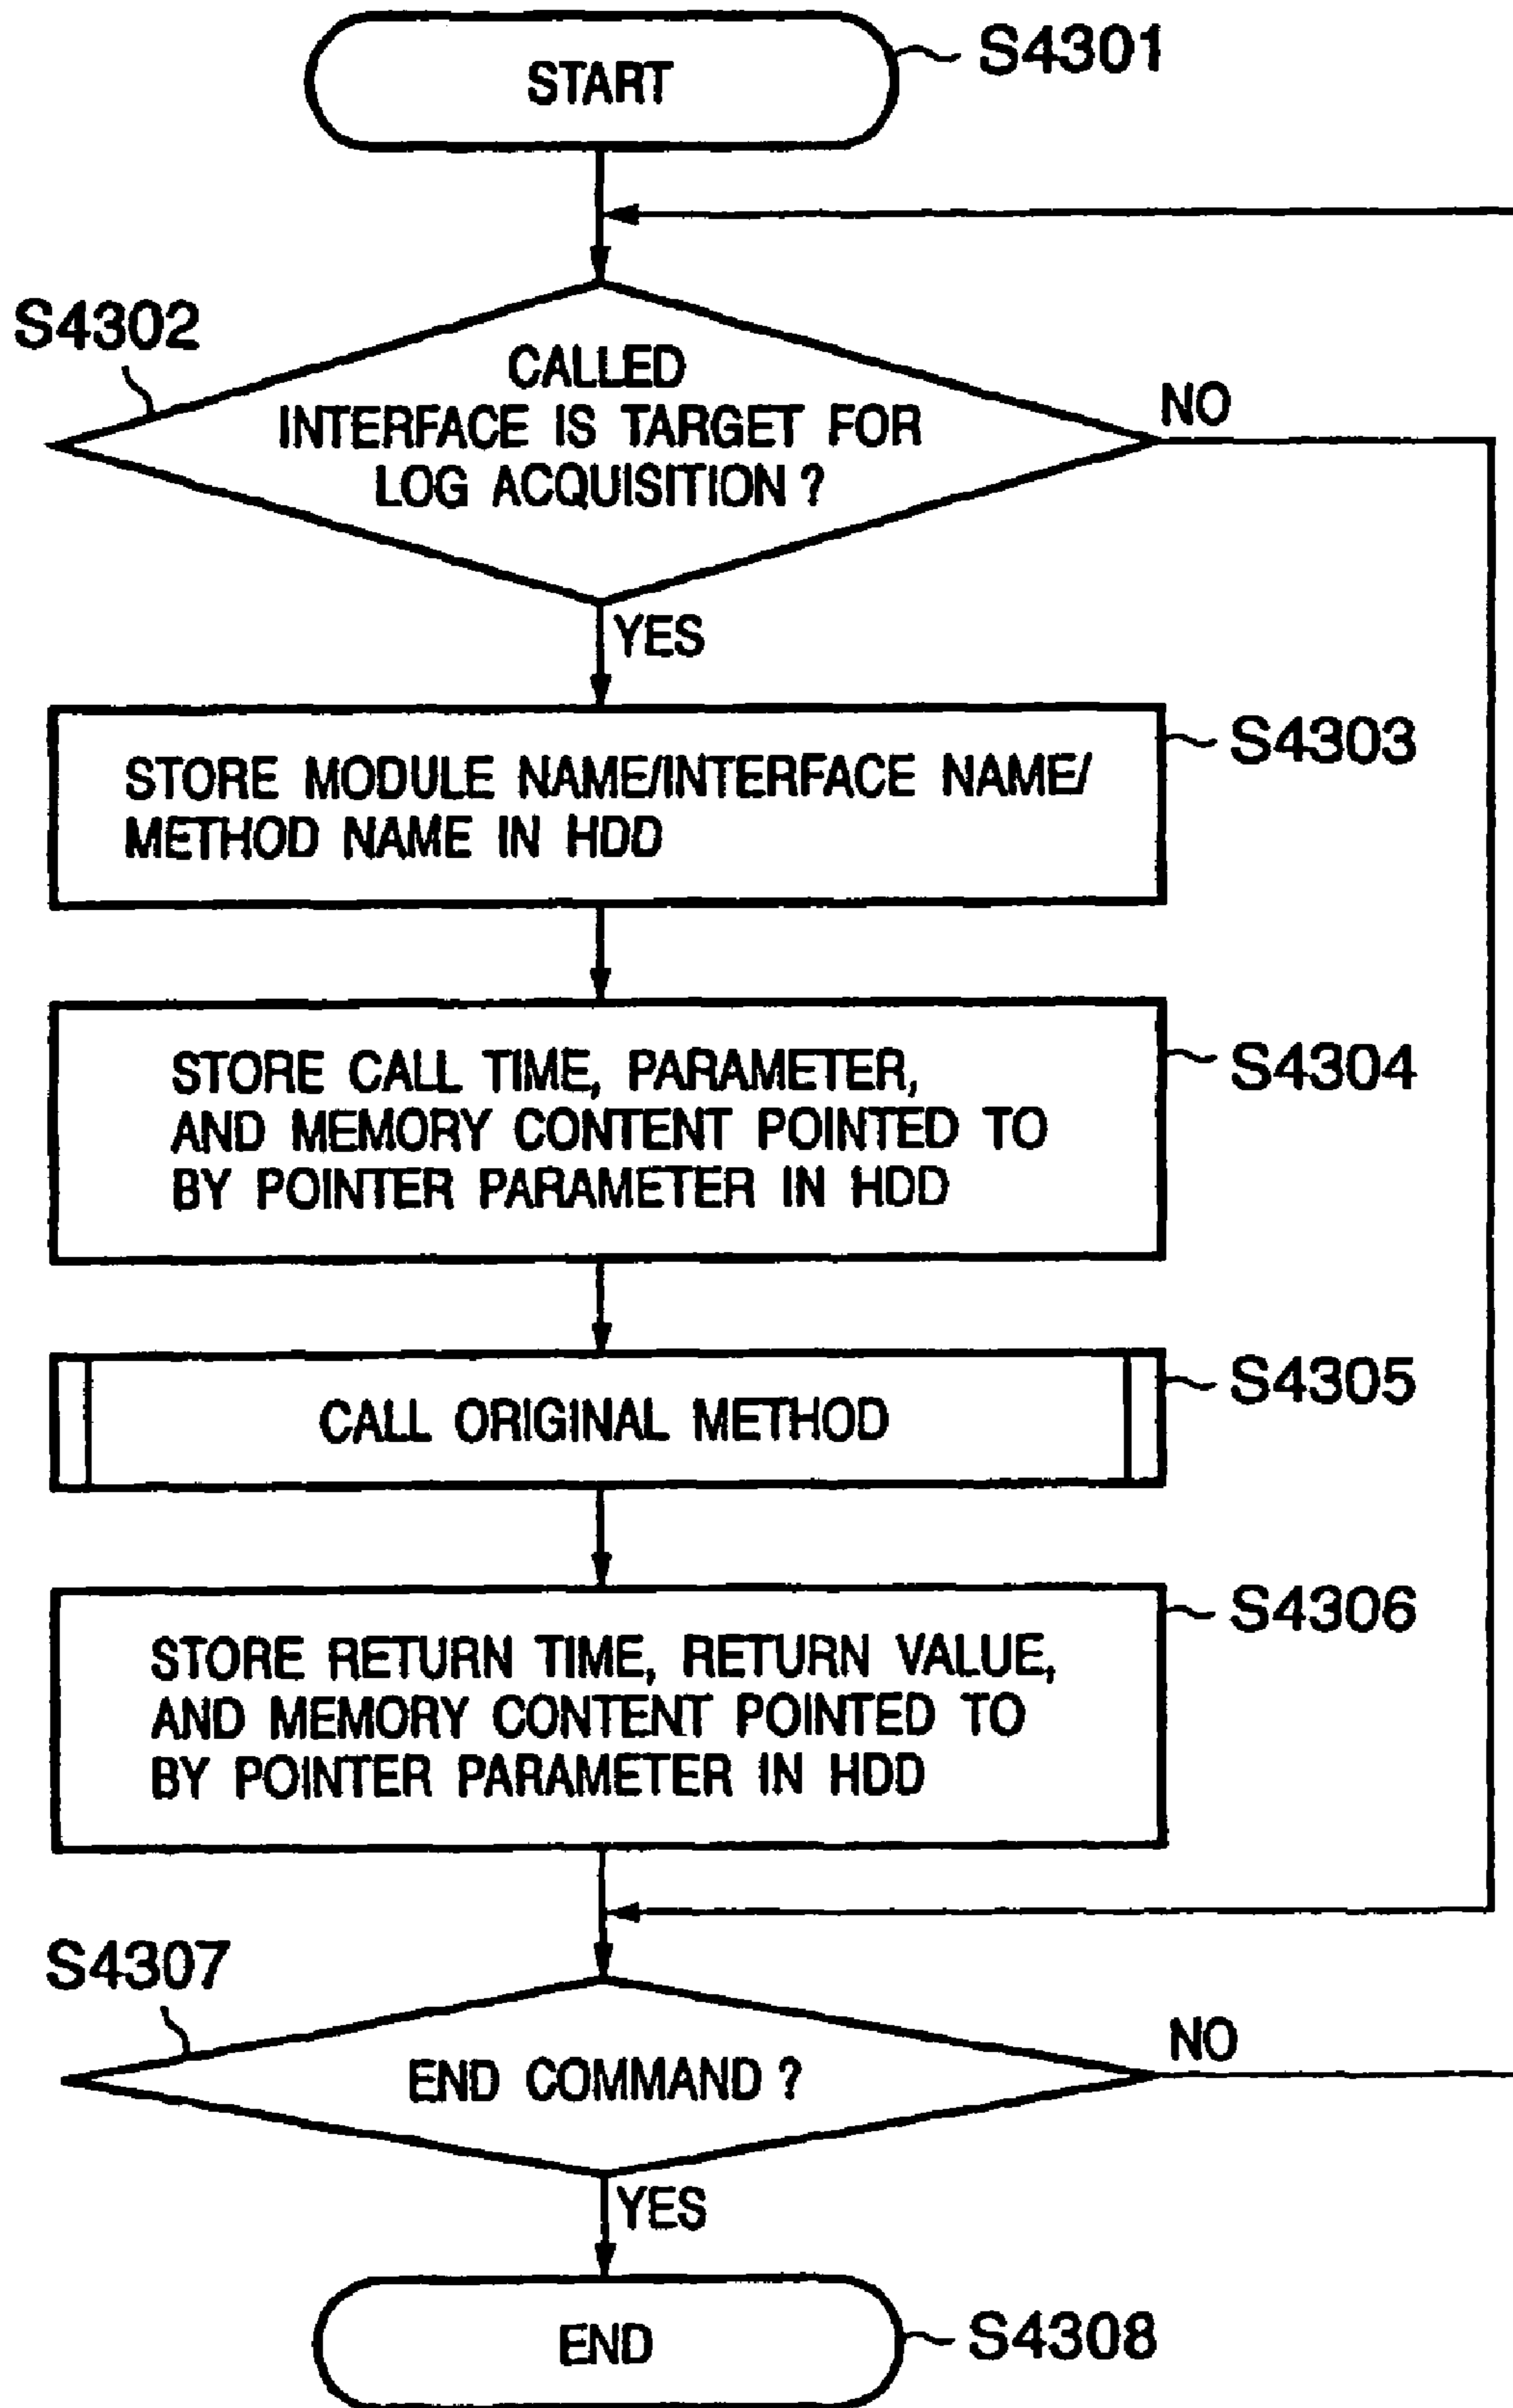 START
S4301
S4302
CALLED
INTERFACE IS TARGET FOR
LOG ACQUISITION ?
NO
YES
STORE MODULE NAME/INTERFACE NAME/
METHOD NAME IN HDD
S4303
STORE CALL TIME, PARAMETER,
AND MEMORY CONTENT POINTED TO
BY POINTER PARAMETER IN HDD
S4304
CALL ORIGINAL METHOD
S4305
STORE RETURN TIME, RETURN VALUE,
AND MEMORY CONTENT POINTED TO
BY POINTER PARAMETER IN HDD
S4306
S4307
END COMMAND ?
NO
YES
END
S4308